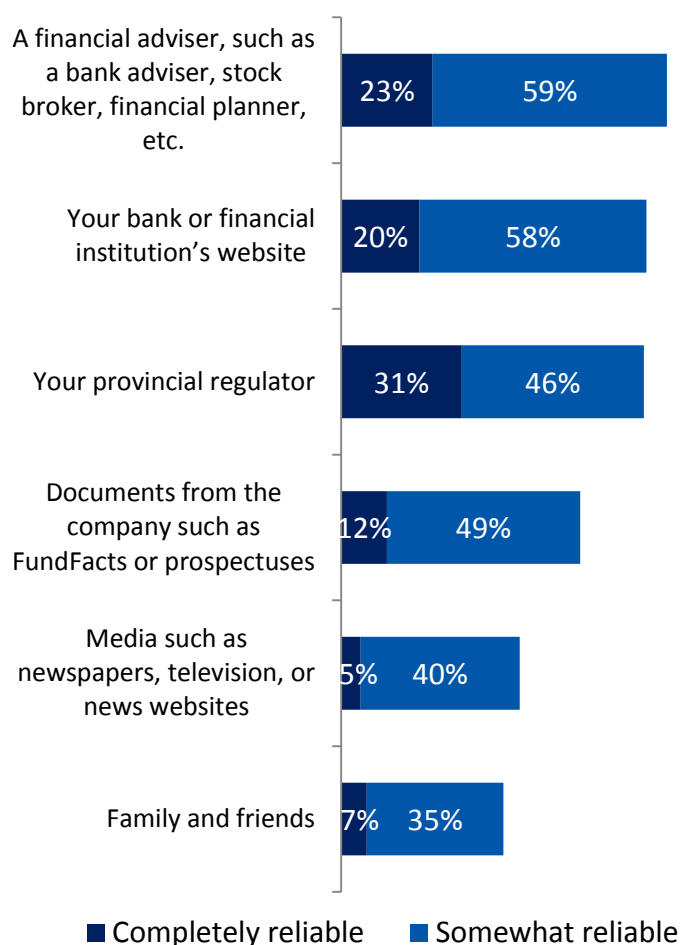 A financial adviser, such as
a bank adviser, stock
broker, financial planner,
etc.
23% 59%
Your bank or financial
institution’s website
20% 58%
Your provincial regulator
31% 46%
Documents from the
company such as
FundFacts or prospectuses
12% 49%
Media such as
newspapers, television, or
news websites
5% 40%
Family and friends
7% 35%
Completely reliable Somewhat reliable